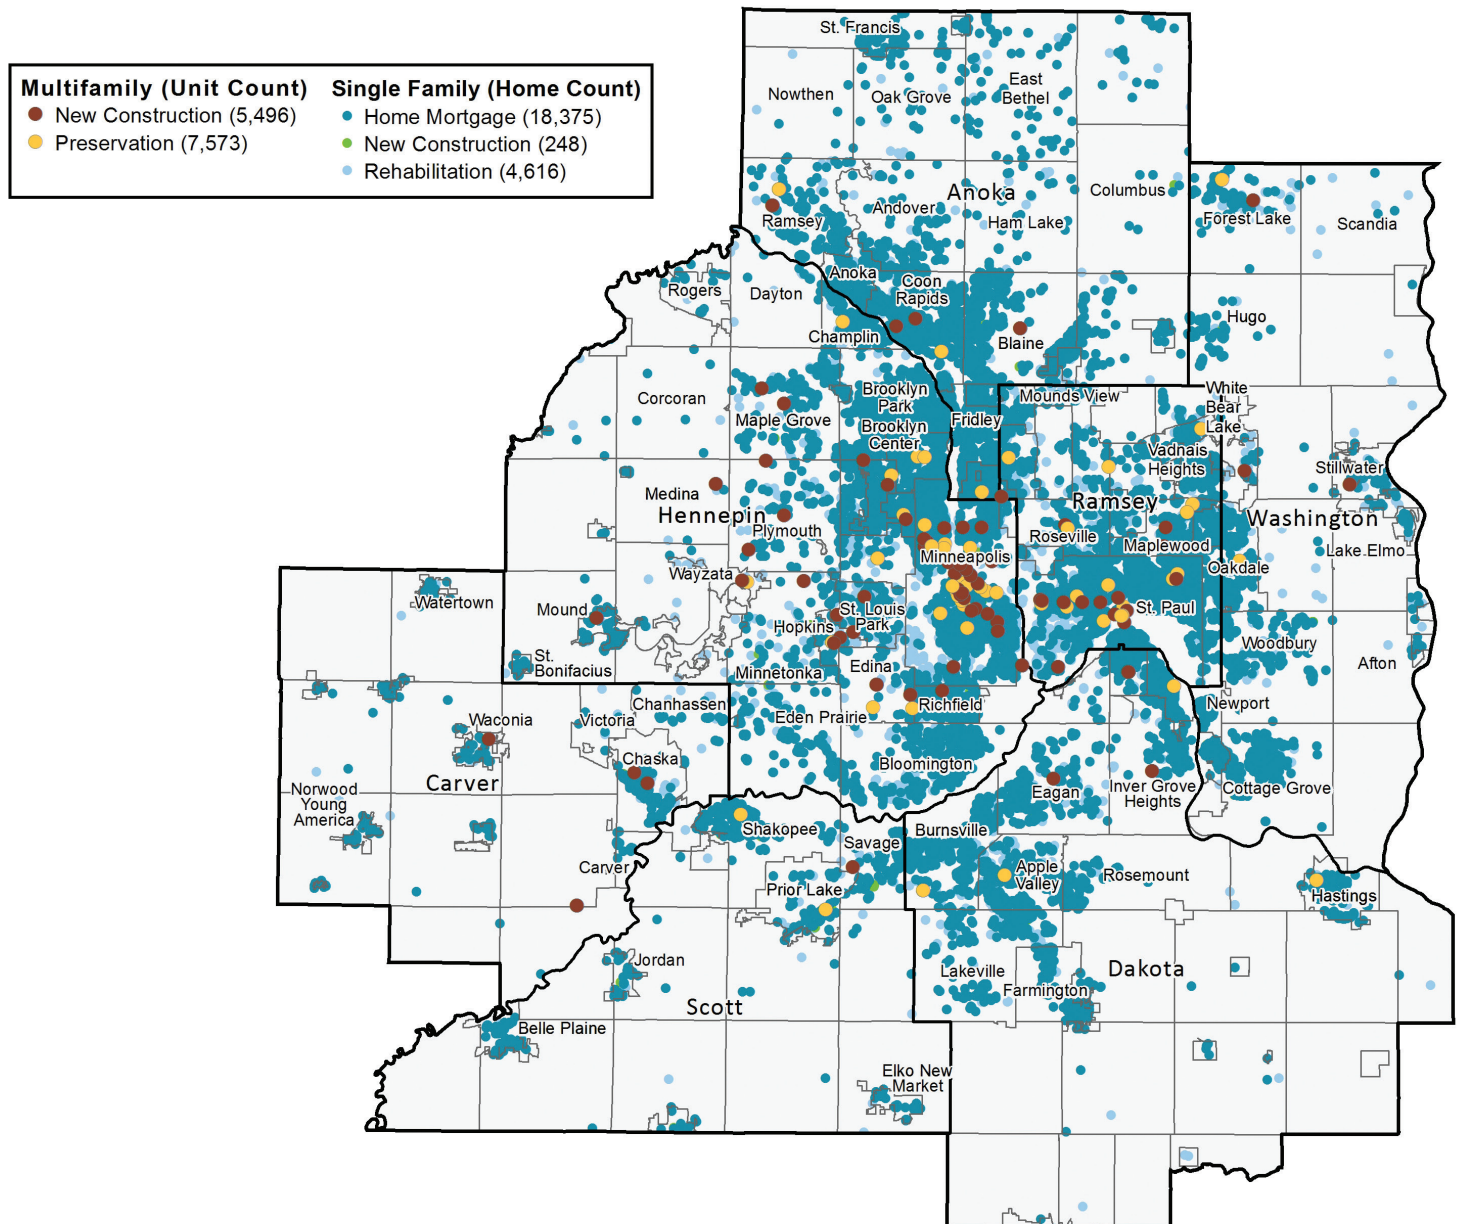 Multifamily (Unit Count)
New Construction (5,496)
Preservation (7,573)
Single Family (Home Count)
Home Mortgage (18,375)
New Construction (248)
Rehabilitation (4,616)
St. Francis
Nowthen
Oak Grove
East
Bethel
Anoka
Columbus
Ramsey
Andover
Ham Lake
Forest Lake
Scandia
Rogers
Dayton
Anoka
Coon
Rapids
Champlin
Blaine
Hugo
Corcoran
Maple Grove
Brooklyn
Park
Brooklyn
Center
Fridley
Mounds View
White
Bear
Lake
Vadnais
Heights
Stillwater
Medina
Hennepin
Plymouth
Ramsey
Roseville
Maplewood
Washington
Lake Elmo
Minneapolis
Oakdale
Wayzata
Watertown
Mound
St. Louis
Park
Hopkins
St. Paul
Woodbury
St.
Bonifacius
Minnetonka
Edina
Afton
Chanhassen
Victoria
Waconia
Eden Prairie
Richfield
Newport
Chaska
Bloomington
Carver
Norwood
Young
America
Eagan
Inver Grove
Heights
Cottage Grove
Shakopee
Savage
Burnsville
Carver
Prior Lake
Apple
Valley
Rosemount
Hastings
Jordan
Lakeville
Farmington
Dakota
Scott
Belle Plaine
Elko New
Market